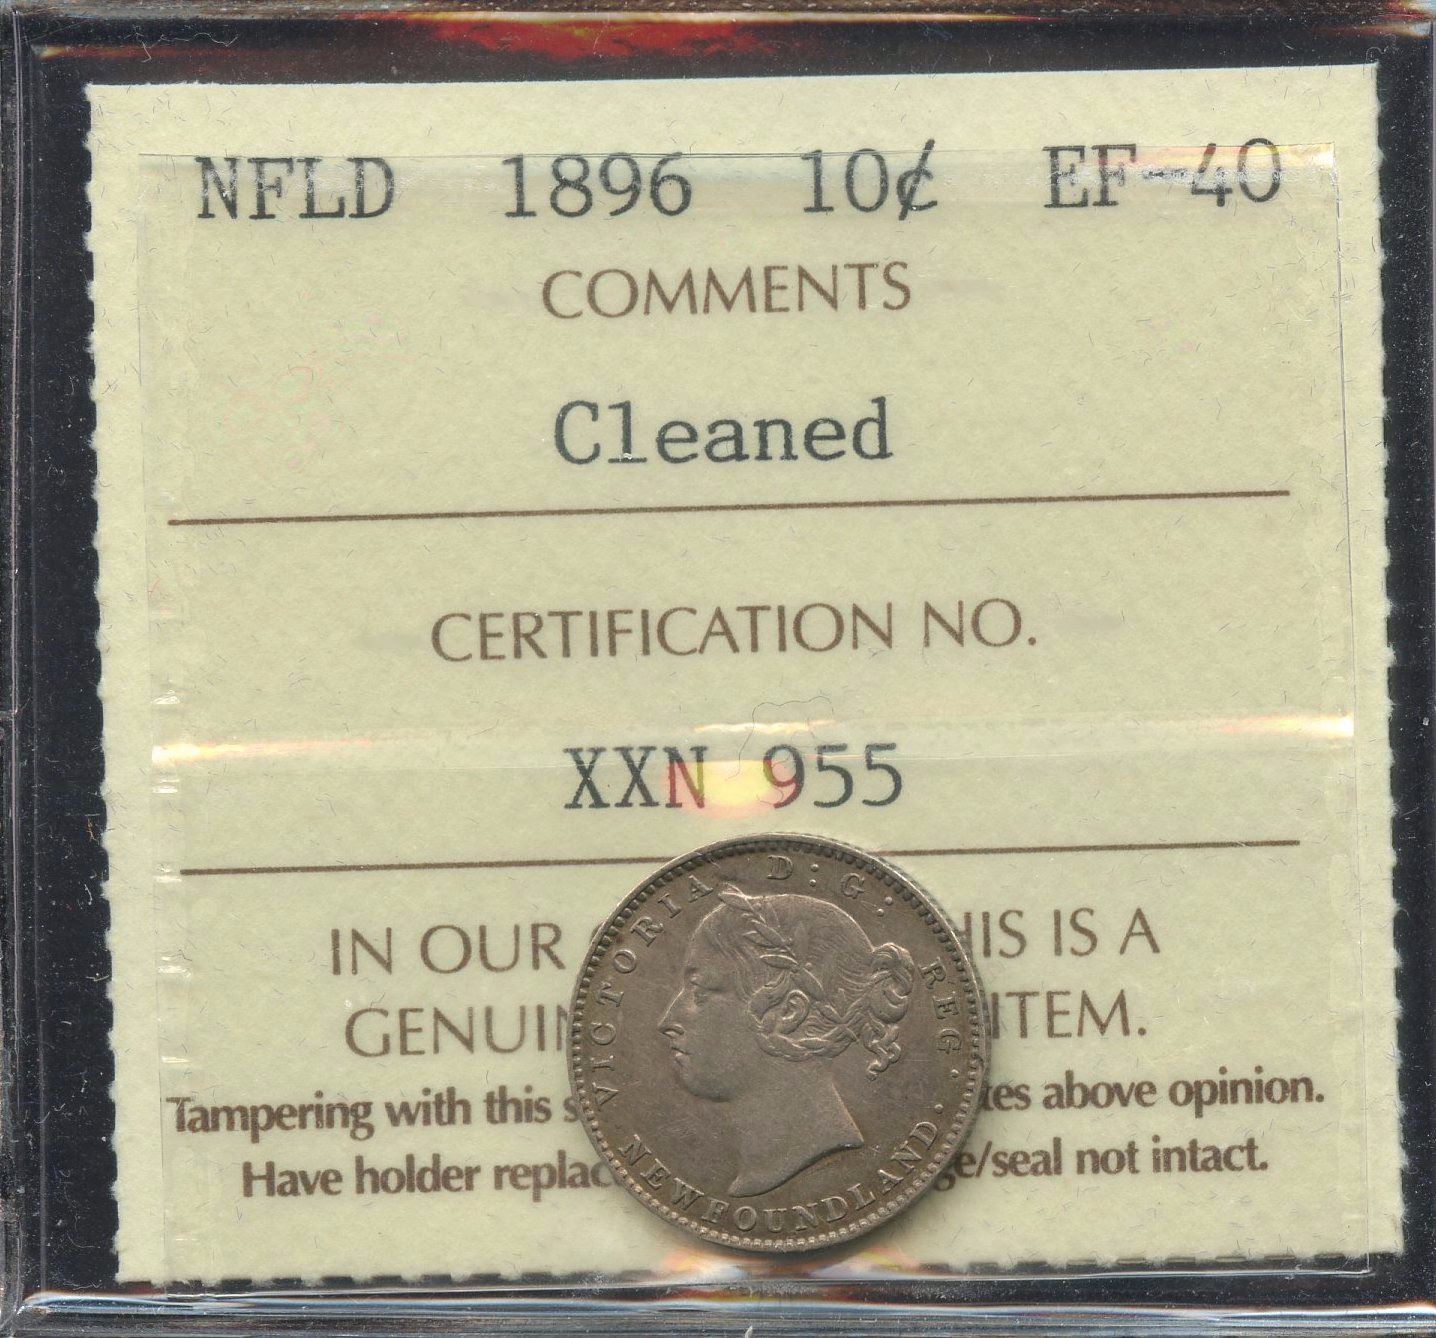 NFLD 1896 10¢ EF-40
COMMENTS
Cleaned
CERTIFICATION NO.
XXN 955
IN OUR HIS IS A
GENUIN ITEM.
Tampering with this s tes above opinion.
Have holder replac ge/seal not intact.
VICTORIA D: G: REG.
NEWFOUNDLAND.